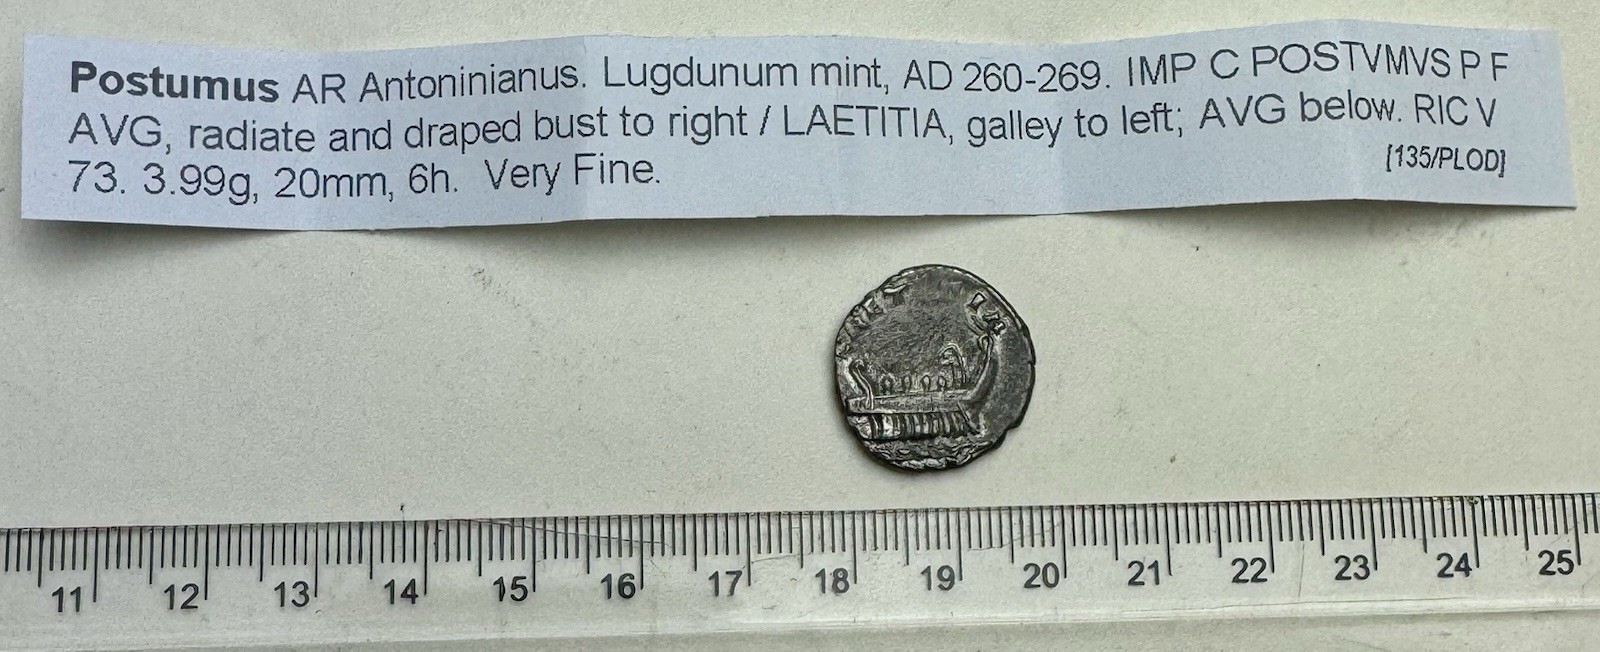 Postumus AR Antoninianus. Lugdunum mint, AD 260-269. IMP C POSTVMVS P F
AVG, radiate and draped bust to right / LAETITIA, galley to left; AVG below. RIC V
73. 3.99g, 20mm, 6h. Very Fine. [135/PLOD]
11 12 13 14 15 16 17 18 19 20 21 22 23 24 25